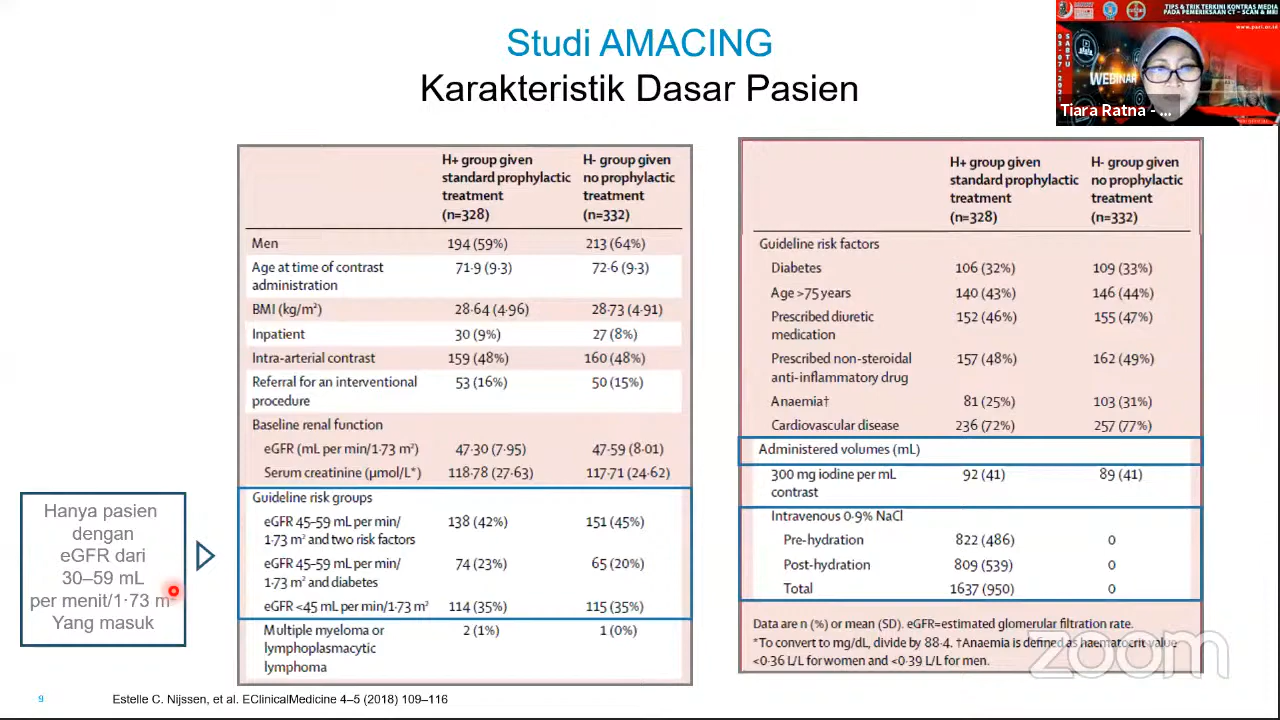 Studi AMACING
Karakteristik Dasar Pasien
TIPS & TRIK TERKINI KONTRAS MEDIA
PADA PEMERIKSAAN CT - SCAN & MRI
SABTU
03-07-2021
WEBINAR
Tiara Ratna - ...
H+ group given
standard prophylactic
treatment
(n=328)
H- group given
no prophylactic
treatment
(n=332)
Men 194 (59%) 213 (64%)
Age at time of contrast
administration
71·9 (9·3) 72·6 (9·3)
BMI (kg/m²) 28·64 (4·96) 28·73 (4·91)
Inpatient 30 (9%) 27 (8%)
Intra-arterial contrast 159 (48%) 160 (48%)
Referral for an interventional
procedure
53 (16%) 50 (15%)
Baseline renal function
eGFR (mL per min/1·73 m²) 47·30 (7·95) 47·59 (8·01)
Serum creatinine (μmol/L*) 118·78 (27·63) 117·71 (24·62)
Guideline risk groups
eGFR 45-59 mL per min/
1·73 m² and two risk factors
138 (42%) 151 (45%)
eGFR 45-59 mL per min/
1·73 m² and diabetes
74 (23%) 65 (20%)
eGFR <45 mL per min/1·73 m² 114 (35%) 115 (35%)
Multiple myeloma or
lymphoplasmacytic
lymphoma
2 (1%) 1 (0%)
H+ group given
standard prophylactic
treatment
(n=328)
H- group given
no prophylactic
treatment
(n=332)
Guideline risk factors
Diabetes 106 (32%) 109 (33%)
Age >75 years 140 (43%) 146 (44%)
Prescribed diuretic
medication
152 (46%) 155 (47%)
Prescribed non-steroidal
anti-inflammatory drug
157 (48%) 162 (49%)
Anaemia† 81 (25%) 103 (31%)
Cardiovascular disease 236 (72%) 257 (77%)
Administered volumes (mL)
300 mg iodine per mL
contrast
92 (41) 89 (41)
Intravenous 0·9% NaCl
Pre-hydration 822 (486) 0
Post-hydration 809 (539) 0
Total 1637 (950) 0
Data are n (%) or mean (SD). eGFR=estimated glomerular filtration rate.
*To convert to mg/dL, divide by 88·4. †Anaemia is defined as haematocrit value
<0·36 L/L for women and <0·39 L/L for men.
Hanya pasien
dengan
eGFR dari
30–59 mL
per menit/1·73 m²
Yang masuk
zoom
9
Estelle C. Nijssen, et al. EClinicalMedicine 4–5 (2018) 109–116